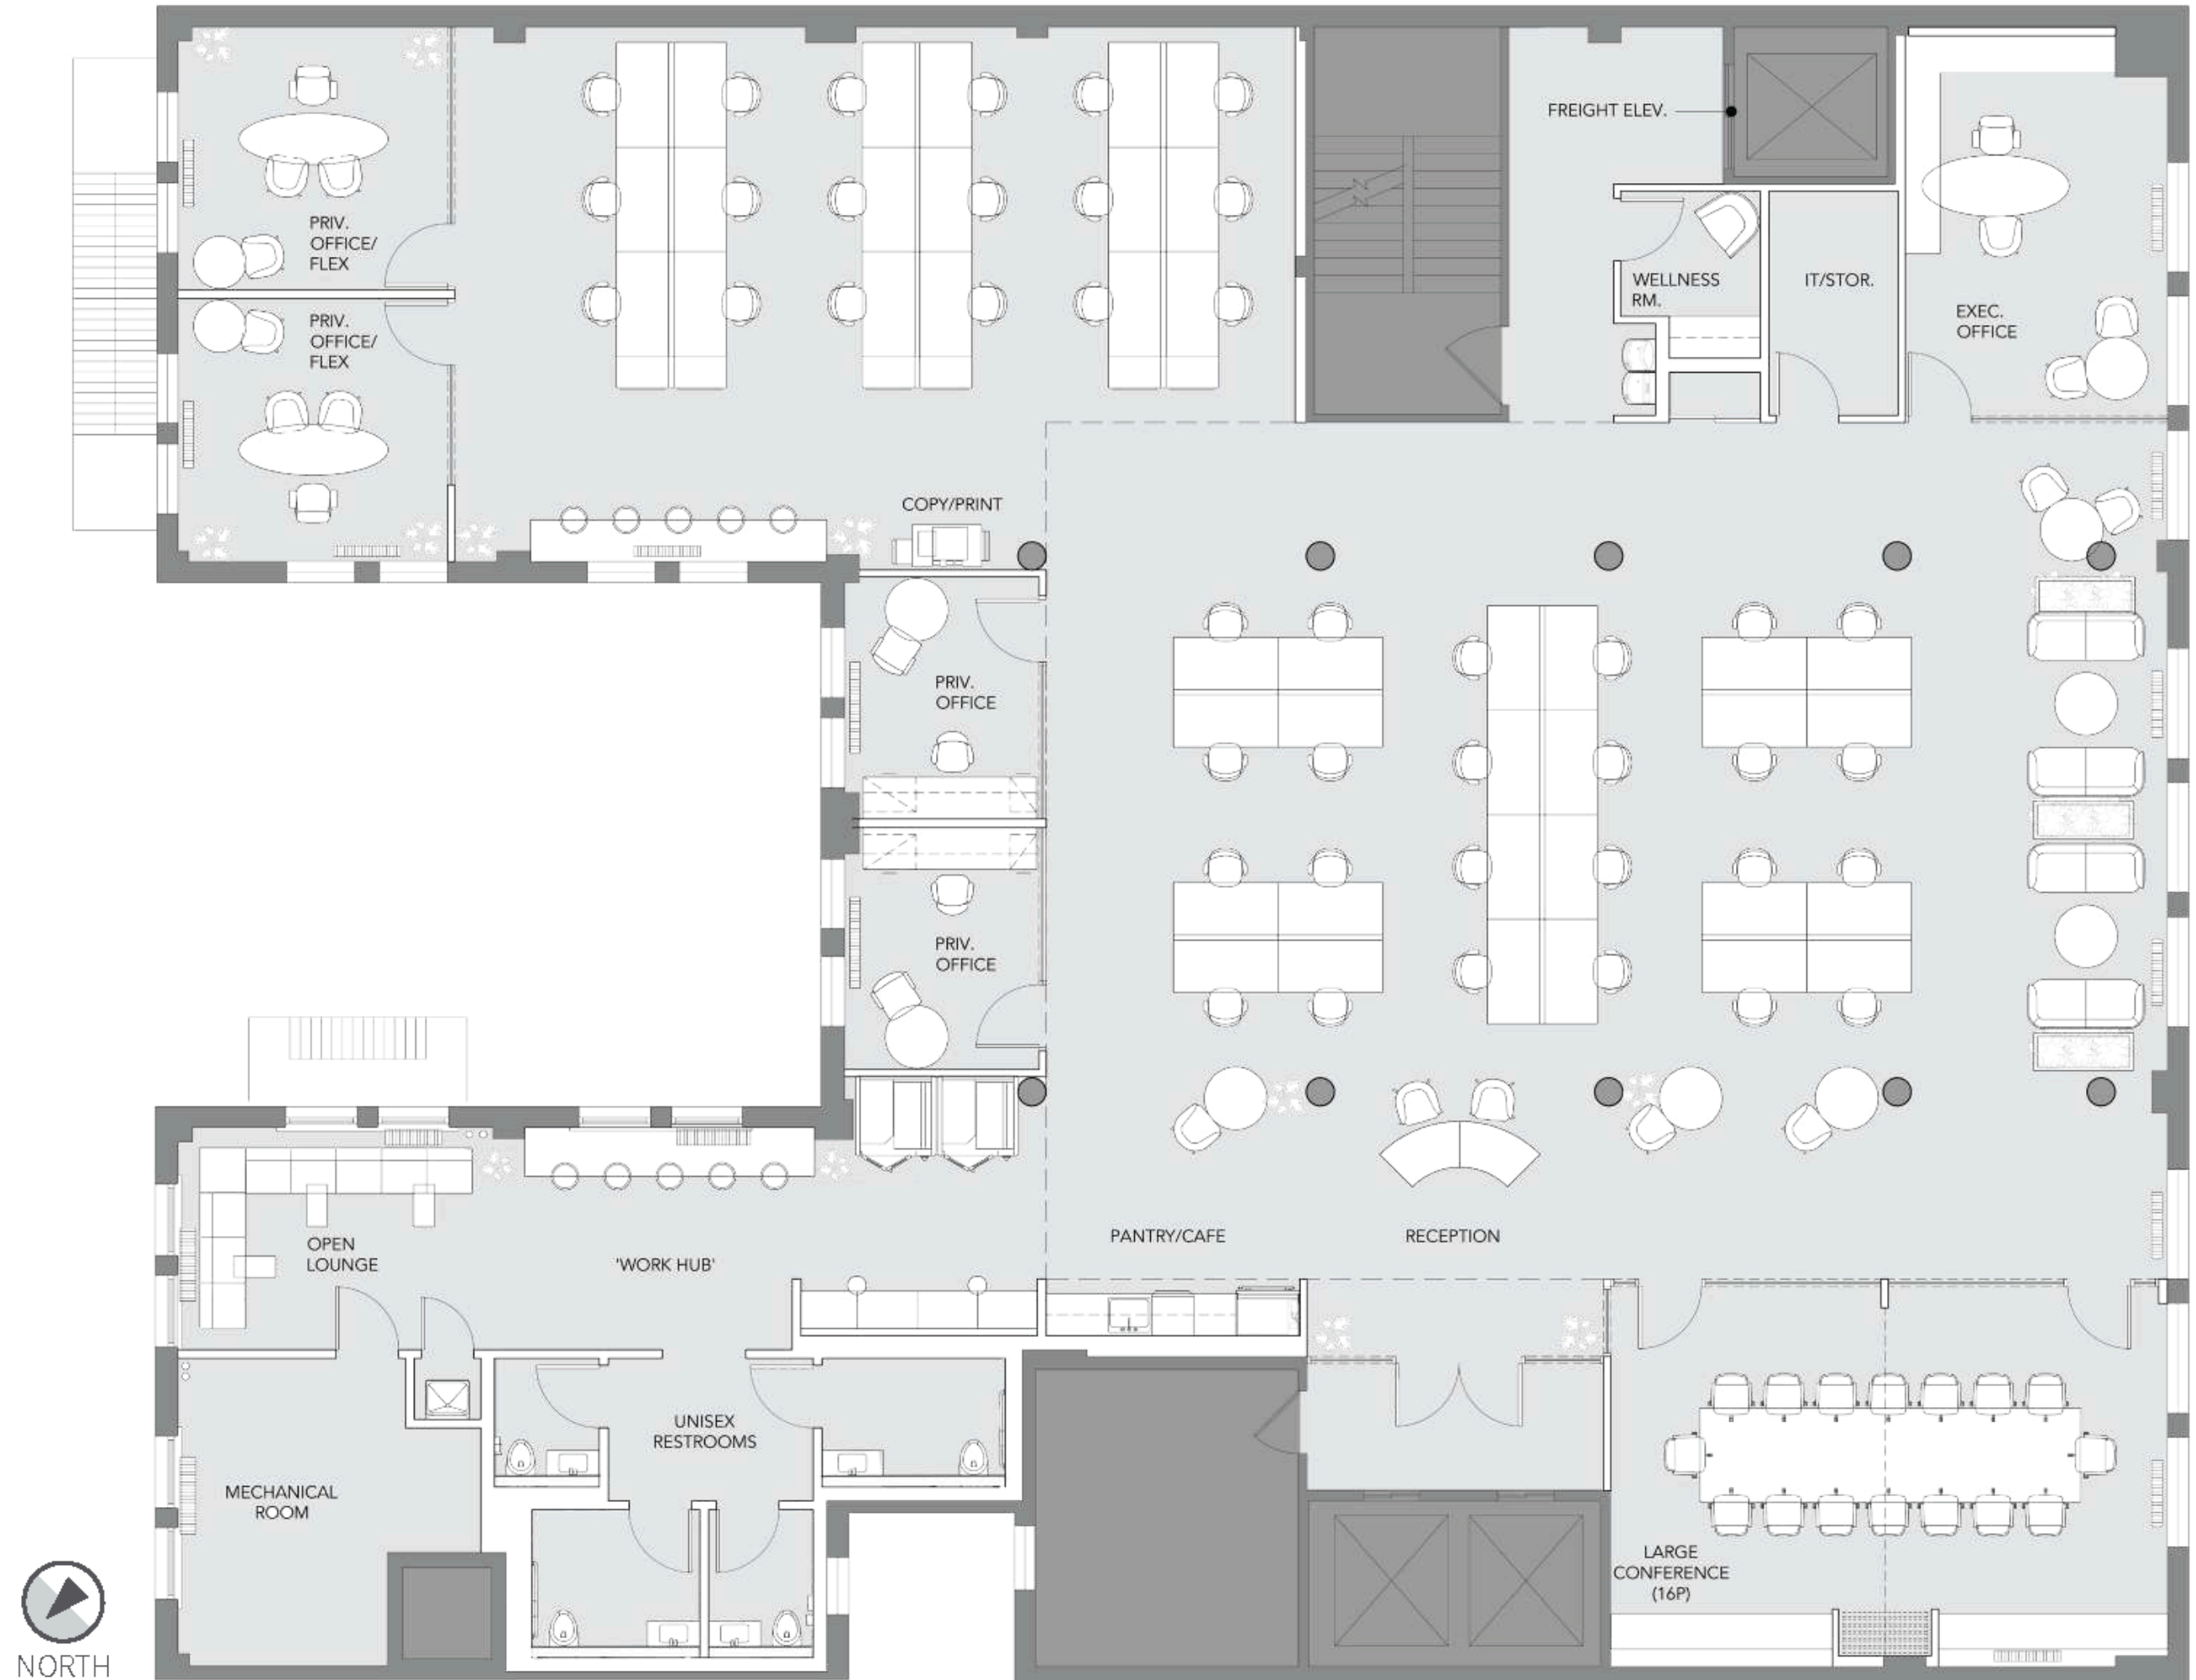 FREIGHT ELEV.
PRIV.
OFFICE/
FLEX
WELLNESS
RM.
IT/STOR.
PRIV.
OFFICE/
FLEX
EXEC.
OFFICE
COPY/PRINT
PRIV.
OFFICE
PRIV.
OFFICE
OPEN
LOUNGE
'WORK HUB'
PANTRY/CAFE
RECEPTION
UNISEX
RESTROOMS
MECHANICAL
ROOM
LARGE
CONFERENCE
(16P)
NORTH